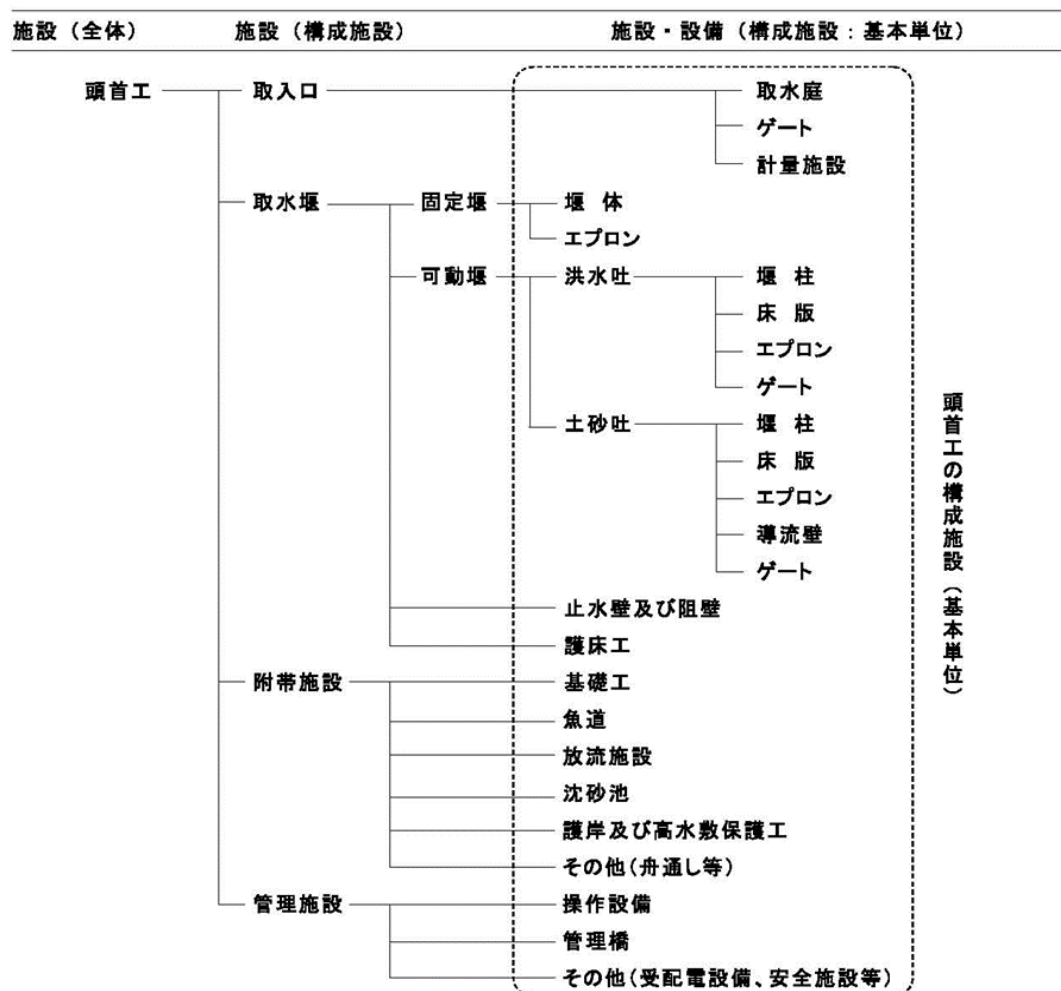 施設（全体） 施設（構成施設） 施設・設備（構成施設：基本単位）
頭首工 取入口 取水庭
ゲート
計量施設
取水堰 固定堰 堰 体
エプロン
可動堰 洪水吐 堰 柱
床 版
エプロン
ゲート
土砂吐 堰 柱
床 版
エプロン
導流壁
ゲート
止水壁及び阻壁
護床工
附帯施設 基礎工
魚道
放流施設
沈砂池
護岸及び高水敷保護工
その他（舟通し等）
管理施設 操作設備
管理橋
その他（受配電設備、安全施設等）
頭首工の構成施設（基本単位）